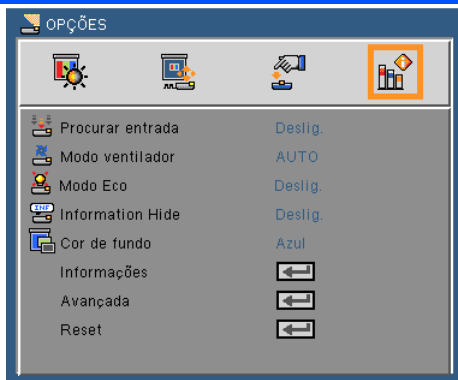 OPÇÕES
Procurar entrada Deslig.
Modo ventilador AUTO
Modo Eco Deslig.
INF Information Hide Deslig.
Cor de fundo Azul
Informações
Avançada
Reset